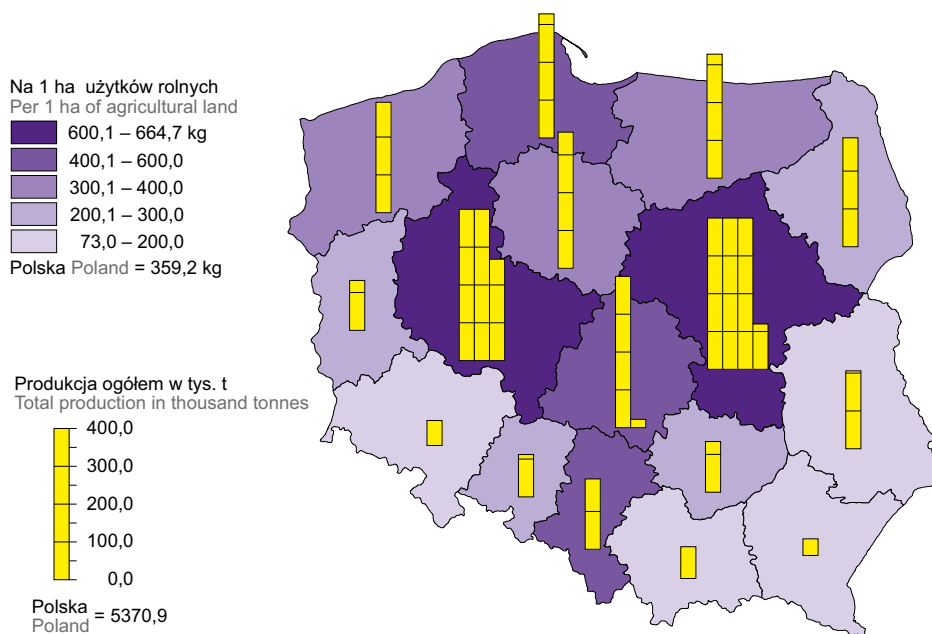 Na 1 ha użytków rolnych
Per 1 ha of agricultural land
600,1 – 664,7 kg
400,1 – 600,0
300,1 – 400,0
200,1 – 300,0
73,0 – 200,0
Polska Poland = 359,2 kg
Produkcja ogółem w tys. t
Total production in thousand tonnes
400,0
300,0
200,0
100,0
0,0
Polska
Poland = 5370,9